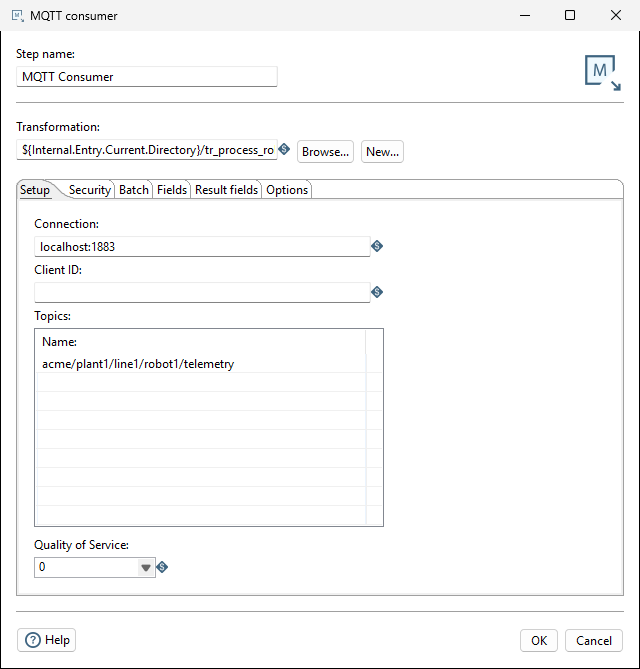 MQTT consumer
Step name:
MQTT Consumer
M
Transformation:
${Internal.Entry.Current.Directory}/tr_process_ro
Browse... New...
Setup Security Batch Fields Result fields Options
Connection:
localhost:1883
Client ID:
Topics:
Name:
acme/plant1/line1/robot1/telemetry
Quality of Service:
0
Help OK Cancel